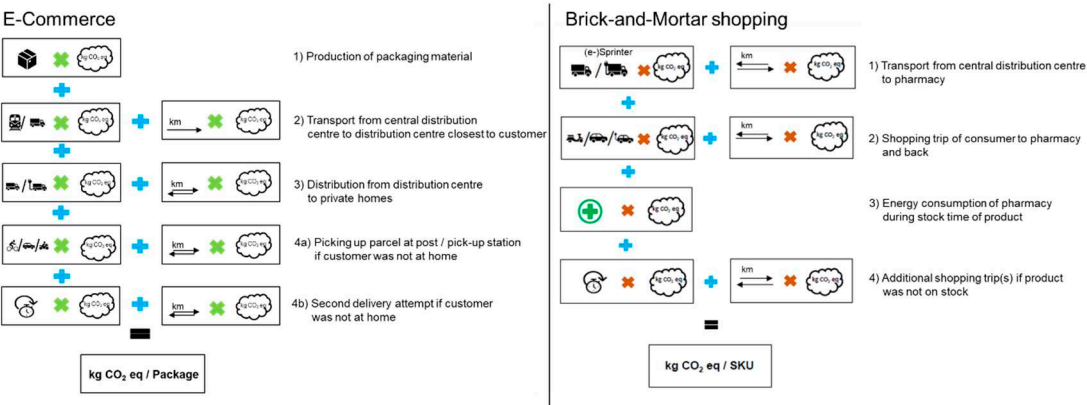 E-Commerce
kg CO2 eq
1) Production of packaging material
kg CO2 eq
km
kg CO2 eq
2) Transport from central distribution
centre to distribution centre closest to customer
kg CO2 eq
km
kg CO2 eq
3) Distribution from distribution centre
to private homes
kg CO2 eq
km
kg CO2 eq
4a) Picking up parcel at post / pick-up station
if customer was not at home
kg CO2 eq
km
kg CO2 eq
4b) Second delivery attempt if customer
was not at home
kg CO2 eq / Package
Brick-and-Mortar shopping
(e-)Sprinter
kg CO2 eq
km
kg CO2 eq
1) Transport from central distribution centre
to pharmacy
kg CO2 eq
km
kg CO2 eq
2) Shopping trip of consumer to pharmacy
and back
kg CO2 eq
3) Energy consumption of pharmacy
during stock time of product
kg CO2 eq
km
kg CO2 eq
4) Additional shopping trip(s) if product
was not on stock
kg CO2 eq / SKU